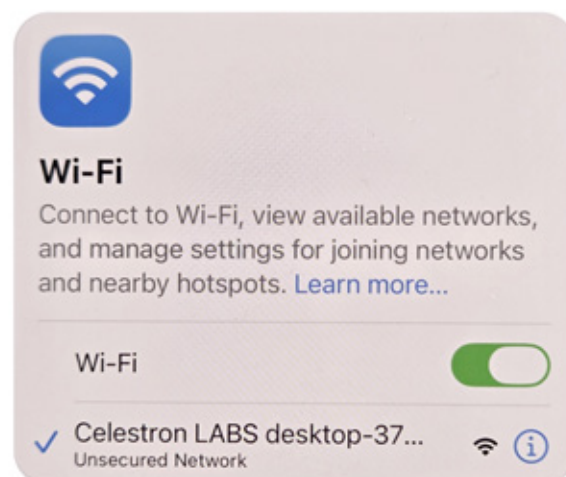 Wi-Fi
Connect to Wi-Fi, view available networks,
and manage settings for joining networks
and nearby hotspots. Learn more...
Wi-Fi
Celestron LABS desktop-37...
Unsecured Network